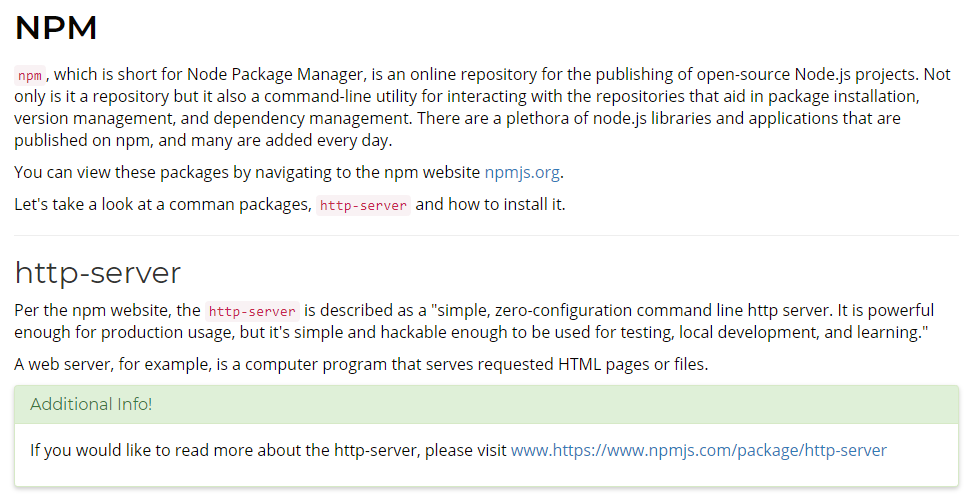 NPM
npm, which is short for Node Package Manager, is an online repository for the publishing of open-source Node.js projects. Not
only is it a repository but it also a command-line utility for interacting with the repositories that aid in package installation,
version management, and dependency management. There are a plethora of node.js libraries and applications that are
published on npm, and many are added every day.
You can view these packages by navigating to the npm website npmjs.org.
Let's take a look at a comman packages, http-server and how to install it.
http-server
Per the npm website, the http-server is described as a "simple, zero-configuration command line http server. It is powerful
enough for production usage, but it's simple and hackable enough to be used for testing, local development, and learning."
A web server, for example, is a computer program that serves requested HTML pages or files.
Additional Info!
If you would like to read more about the http-server, please visit www.https://www.npmjs.com/package/http-server